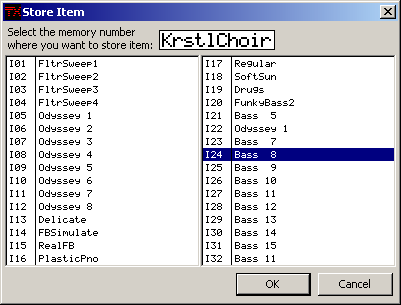 Store Item
Select the memory number
where you want to store item: KrstlChoir
I01 FltrSweep1
I02 FltrSweep2
I03 FltrSweep3
I04 FltrSweep4
I05 Odyssey 1
I06 Odyssey 2
I07 Odyssey 3
I08 Odyssey 4
I09 Odyssey 5
I10 Odyssey 6
I11 Odyssey 7
I12 Odyssey 8
I13 Delicate
I14 FBSimulate
I15 RealFB
I16 PlasticPno
I17 Regular
I18 SoftSun
I19 Drugs
I20 FunkyBass2
I21 Bass  5
I22 Odyssey 1
I23 Bass  7
I24 Bass  8
I25 Bass  9
I26 Bass 10
I27 Bass 11
I28 Bass 12
I29 Bass 13
I30 Bass 14
I31 Bass 15
I32 Bass 11
OK Cancel